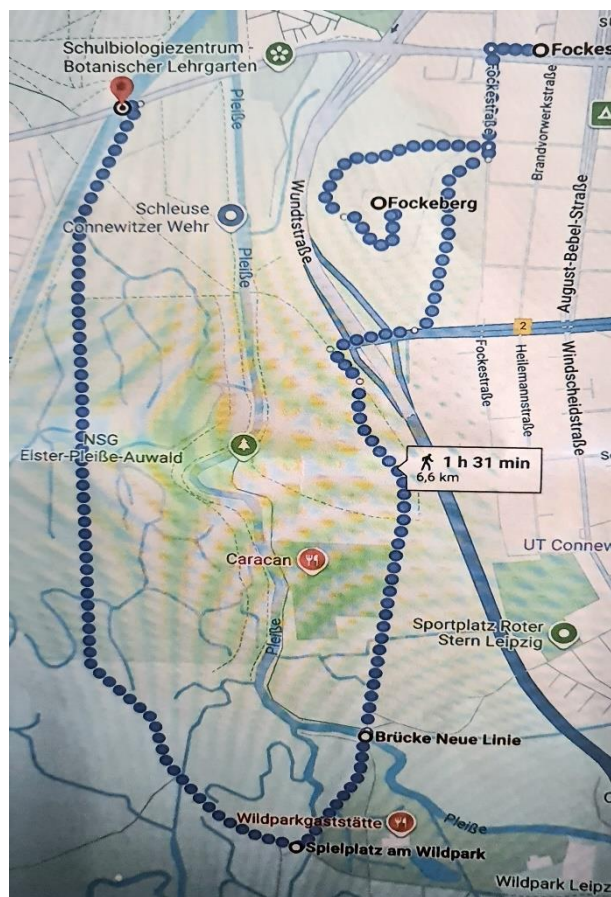 Schulbiologiezentrum -
Botanischer Lehrgarten
Fockes
Fockestraße
Brandvorwerkstraße
Pleiße
Fockeberg
Schleuse
Connewitzer Wehr
Wundtstraße
August-Bebel-Straße
Pleiße
2
Fockestraße
Heilemannstraße
Windscheidstraße
NSG
Elster-Pleiße-Auwald
1 h 31 min
6,6 km
UT Connew
Caracan
Sportplatz Roter
Stern Leipzig
Pleiße
Brücke Neue Linie
Wildparkgaststätte
Pleiße
Spielplatz am Wildpark
Wildpark Leipz